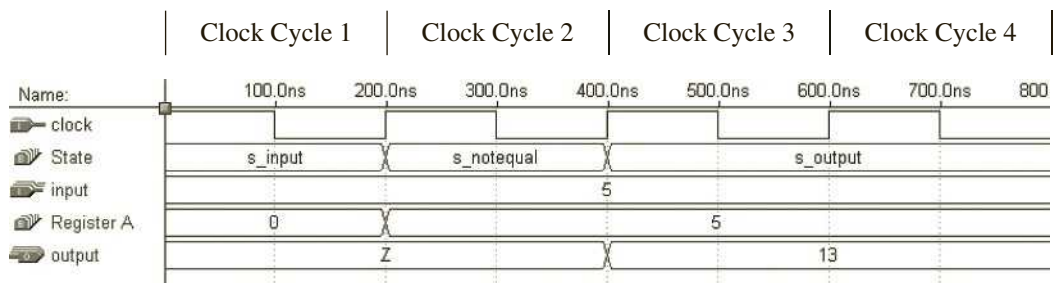 Clock Cycle 1 Clock Cycle 2 Clock Cycle 3 Clock Cycle 4
Name: 100.0ns 200.0ns 300.0ns 400.0ns 500.0ns 600.0ns 700.0ns 800
clock
State s_input s_notequal s_output
input 5
Register A 0 5
output Z 13